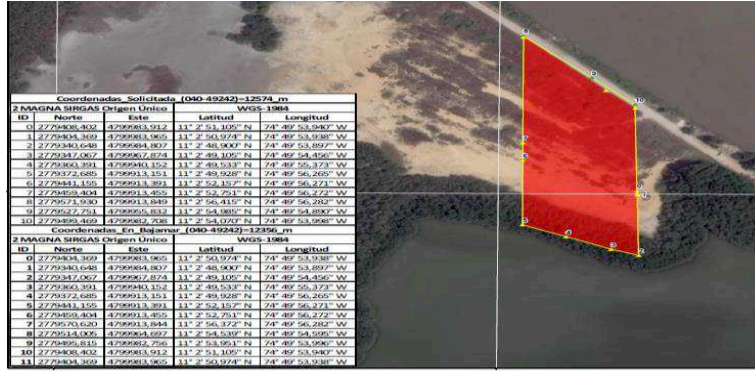 Coordenadas_Solicitada_(040-49242)=12574_m
2 MAGNA SIRGAS Origen Único WGS-1984
ID Norte Este Latitud Longitud
0 2779408,402 4799983,912 11° 2' 51,105" N 74° 49' 53,940" W
1 2779404,369 4799983,965 11° 2' 50,974" N 74° 49' 53,938" W
2 2779340,648 4799984,807 11° 2' 48,900" N 74° 49' 53,897" W
3 2779347,067 4799967,874 11° 2' 49,105" N 74° 49' 54,456" W
4 2779360,391 4799940,152 11° 2' 49,533" N 74° 49' 55,373" W
5 2779372,685 4799913,151 11° 2' 49,928" N 74° 49' 56,265" W
6 2779441,155 4799913,391 11° 2' 52,157" N 74° 49' 56,271" W
7 2779459,404 4799913,455 11° 2' 52,751" N 74° 49' 56,272" W
8 2779571,930 4799913,849 11° 2' 56,415" N 74° 49' 56,282" W
9 2779527,751 4799955,832 11° 2' 54,985" N 74° 49' 54,890" W
10 2779499,469 4799982,708 11° 2' 54,070" N 74° 49' 53,998" W
Coordenadas_En_Bajamar_(040-49242)=12356_m
2 MAGNA SIRGAS Origen Único WGS-1984
ID Norte Este Latitud Longitud
0 2779404,369 4799983,965 11° 2' 50,974" N 74° 49' 53,938" W
1 2779340,648 4799984,807 11° 2' 48,900" N 74° 49' 53,897" W
2 2779347,067 4799967,874 11° 2' 49,105" N 74° 49' 54,456" W
3 2779360,391 4799940,152 11° 2' 49,533" N 74° 49' 55,373" W
4 2779372,685 4799913,151 11° 2' 49,928" N 74° 49' 56,265" W
5 2779441,155 4799913,391 11° 2' 52,157" N 74° 49' 56,271" W
6 2779459,404 4799913,455 11° 2' 52,751" N 74° 49' 56,272" W
7 2779570,620 4799913,844 11° 2' 56,372" N 74° 49' 56,282" W
8 2779514,005 4799964,697 11° 2' 54,539" N 74° 49' 54,595" W
9 2779495,815 4799982,756 11° 2' 53,951" N 74° 49' 53,996" W
10 2779408,402 4799983,912 11° 2' 51,105" N 74° 49' 53,940" W
11 2779404,369 4799983,965 11° 2' 50,974" N 74° 49' 53,938" W
8
9
10
7
6
5
4
3
2